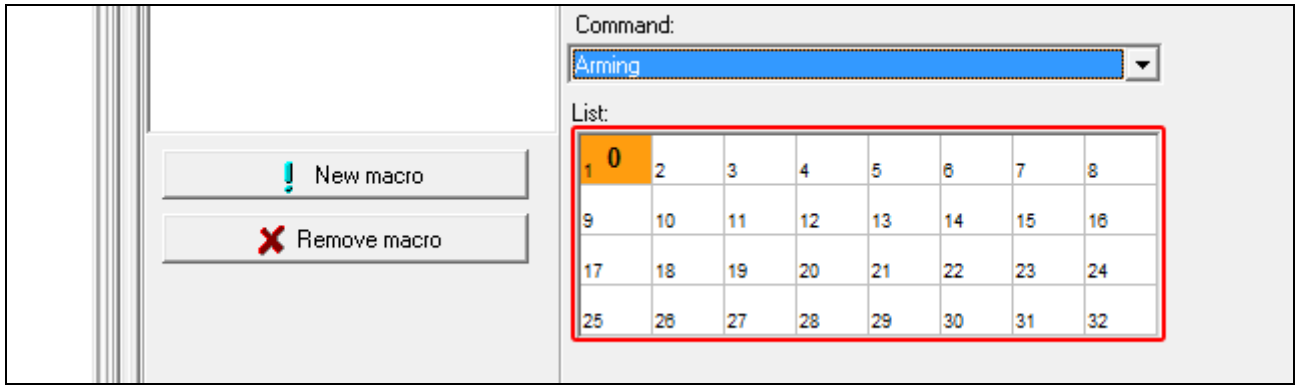 Command:
Arming
List:
1 0 2 3 4 5 6 7 8
9 10 11 12 13 14 15 16
17 18 19 20 21 22 23 24
25 26 27 28 29 30 31 32
New macro
Remove macro